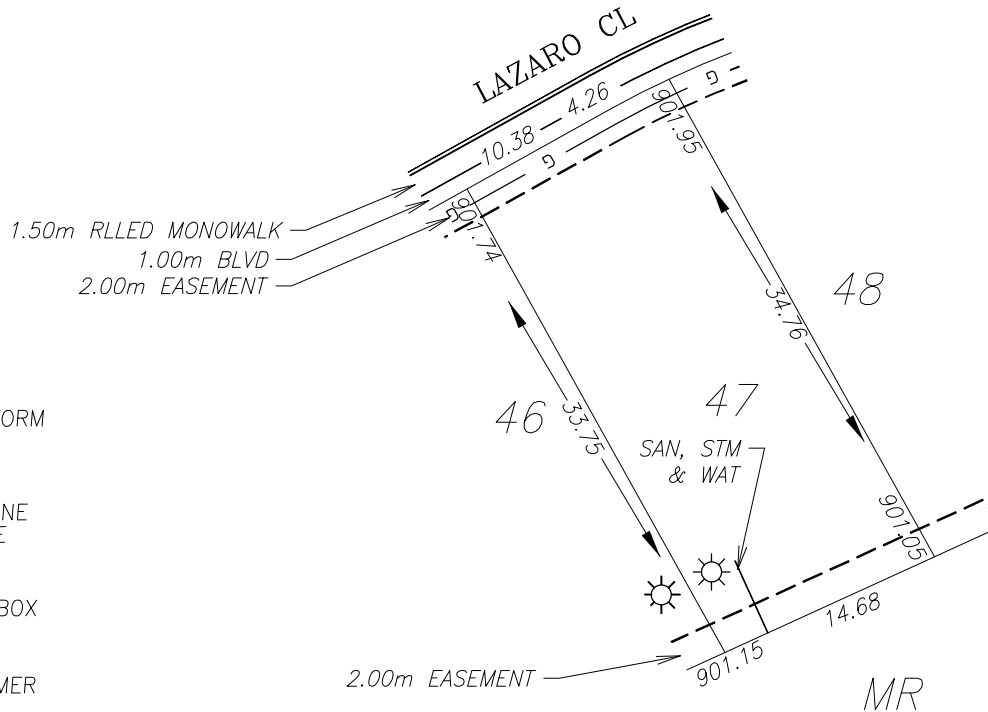 LAZARO CL
10.38
4.26
G
G
G
901.95
901.74
1.50m RLLED MONOWALK
1.00m BLVD
2.00m EASEMENT
48
34.76
46
33.75
47
SAN, STM
& WAT
901.05
14.68
901.15
2.00m EASEMENT
MR
ORM
NE
E
BOX
MER